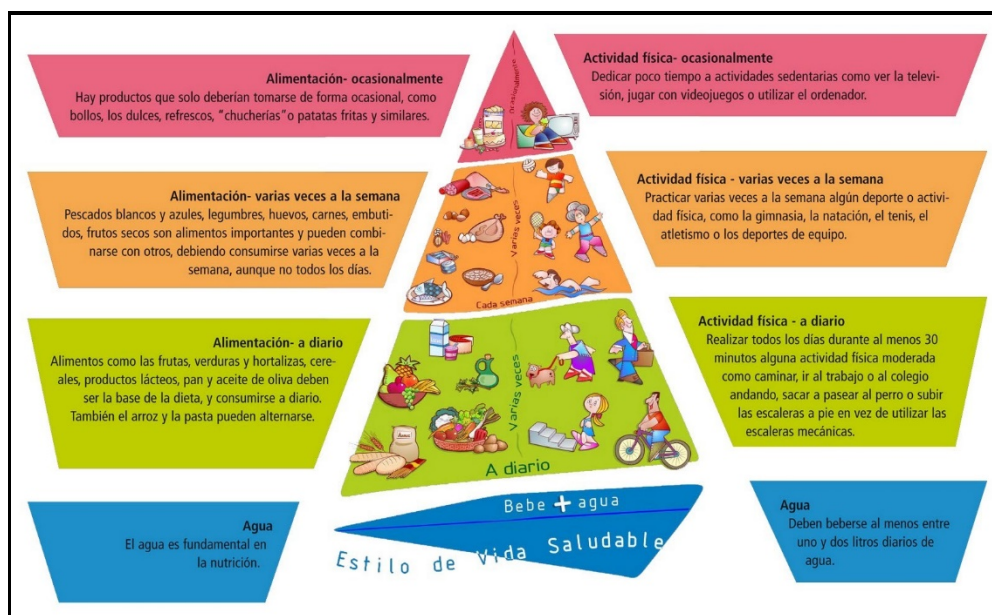 Alimentación- ocasionalmente
Hay productos que solo deberían tomarse de forma ocasional, como
bollos, los dulces, refrescos, "chucherías"o patatas fritas y similares.
Ocasionalmente
Actividad física- ocasionalmente
Dedicar poco tiempo a actividades sedentarias como ver la televi-
sión, jugar con videojuegos o utilizar el ordenador.
Alimentación- varias veces a la semana
Pescados blancos y azules, legumbres, huevos, carnes, embuti-
dos, frutos secos son alimentos importantes y pueden combi-
narse con otros, debiendo consumirse varias veces a la
semana, aunque no todos los días.
Varias veces
Cada semana
Actividad física - varias veces a la semana
Practicar varias veces a la semana algún deporte o activi-
dad física, como la gimnasia, la natación, el tenis, el
atletismo o los deportes de equipo.
Alimentación- a diario
Alimentos como las frutas, verduras y hortalizas, cere-
ales, productos lácteos, pan y aceite de oliva deben
ser la base de la dieta, y consumirse a diario.
También el arroz y la pasta pueden alternarse.
Varias veces
A diario
Actividad física - a diario
Realizar todos los días durante al menos 30
minutos alguna actividad física moderada
como caminar, ir al trabajo o al colegio
andando, sacar a pasear al perro o subir
las escaleras a pie en vez de utilizar las
escaleras mecánicas.
Agua
El agua es fundamental en
la nutrición.
Bebe + agua
Estilo de Vida Saludable
Agua
Deben beberse al menos entre
uno y dos litros diarios de
agua.